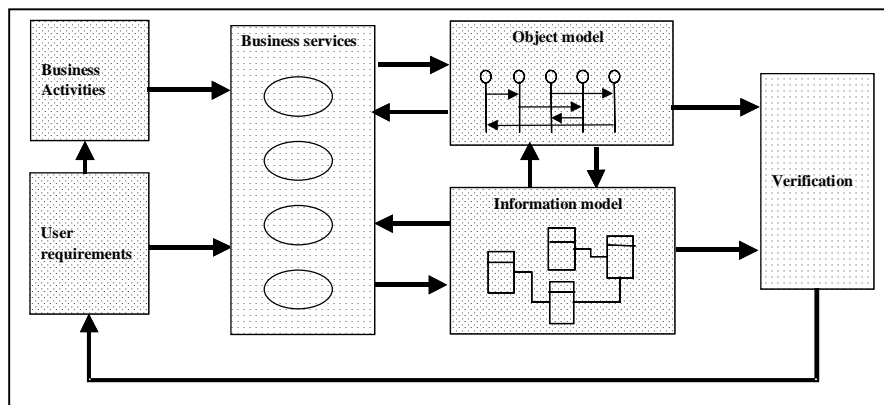 Business
Activities
User
requirements
Business services
Object model
Information model
Verification